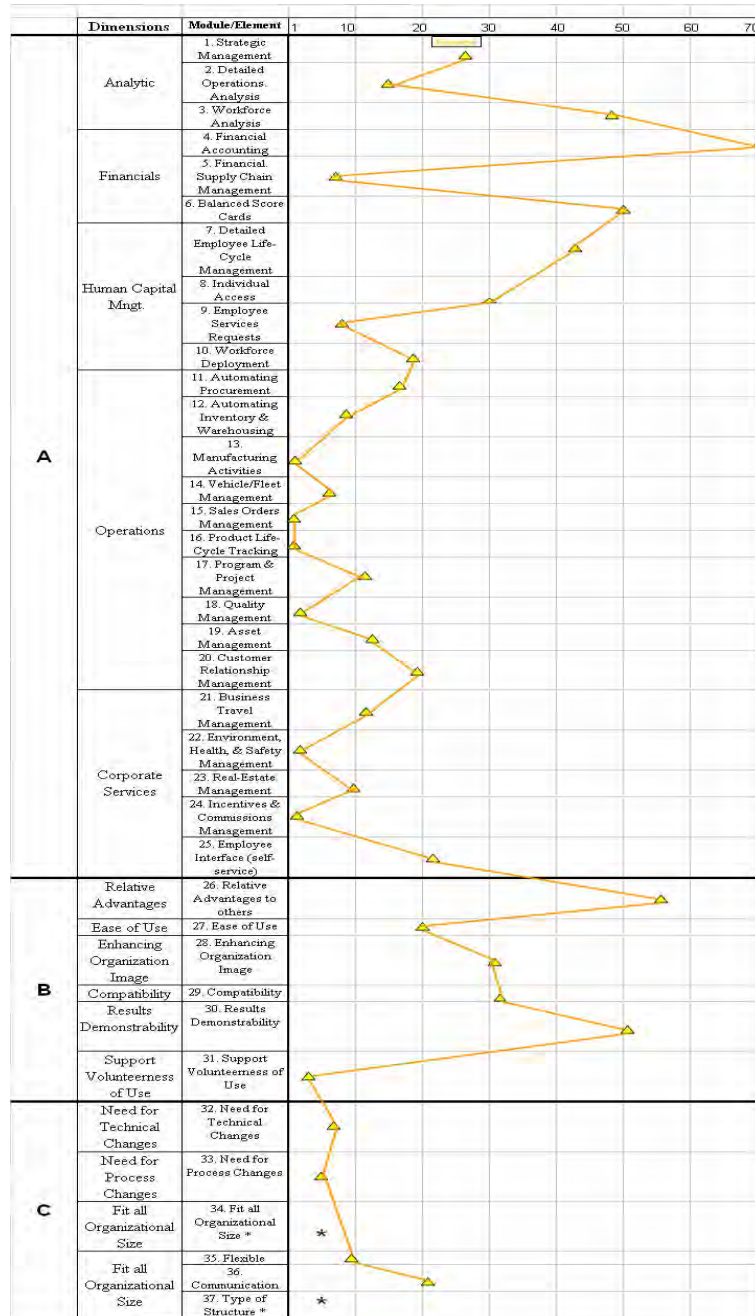 Dimensions Module/Element 1 10 20 30 40 50 60 70
A
Analytic
1. Strategic
Management
2. Detailed
Operations.
Analysis
3. Workforce
Analysis
Financials
4. Financial
Accounting
5. Financial.
Supply Chain
Management
6. Balanced Score
Cards
Human Capital
Mngt.
7. Detailed
Employee Life-
Cycle
Management
8. Individual
Access
9. Employee
Services
Requests
10. Workforce
Deployment
Operations
11. Automating
Procurement
12. Automating
Inventory &
Warehousing
13.
Manufacturing
Activities
14. Vehicle/Fleet
Management
15. Sales Orders
Management
16. Product Life-
Cycle Tracking
17. Program &
Project
Management
18. Quality
Management
19. Asset
Management
20. Customer
Relationship
Management
Corporate
Services
21. Business
Travel
Management
22. Environment,
Health, & Safety
Management
23. Real-Estate
Management
24. Incentives &
Commissions
Management
25. Employee
Interface (self-
service)
B
Relative
Advantages
26. Relative
Advantages to
others
Ease of Use
27. Ease of Use
Enhancing
Organization
Image
28. Enhancing
Organization
Image
Compatibility
29. Compatibility
Results
Demonstrability
30. Results
Demonstrability
Support
Volunteerness
of Use
31. Support
Volunteerness of
Use
C
Need for
Technical
Changes
32. Need for
Technical
Changes
Need for
Process
Changes
33. Need for
Process Changes
Fit all
Organizational
Size
34. Fit all
Organizational
Size *
*
Fit all
Organizational
Size
35. Flexible
36.
Communication
37. Type of
Structure *
*